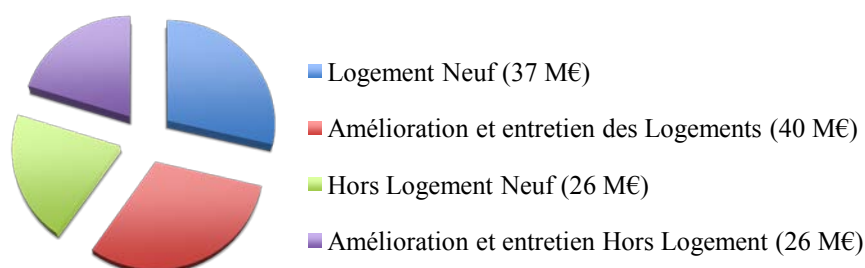 Logement Neuf (37 M€)
Amélioration et entretien des Logements (40 M€)
Hors Logement Neuf (26 M€)
Amélioration et entretien Hors Logement (26 M€)